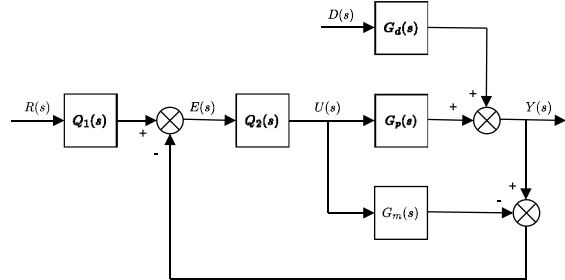 D(s)
G_d(s)
R(s)
Q_1(s)
+
-
E(s)
Q_2(s)
U(s)
G_p(s)
+
+
Y(s)
G_m(s)
-
+